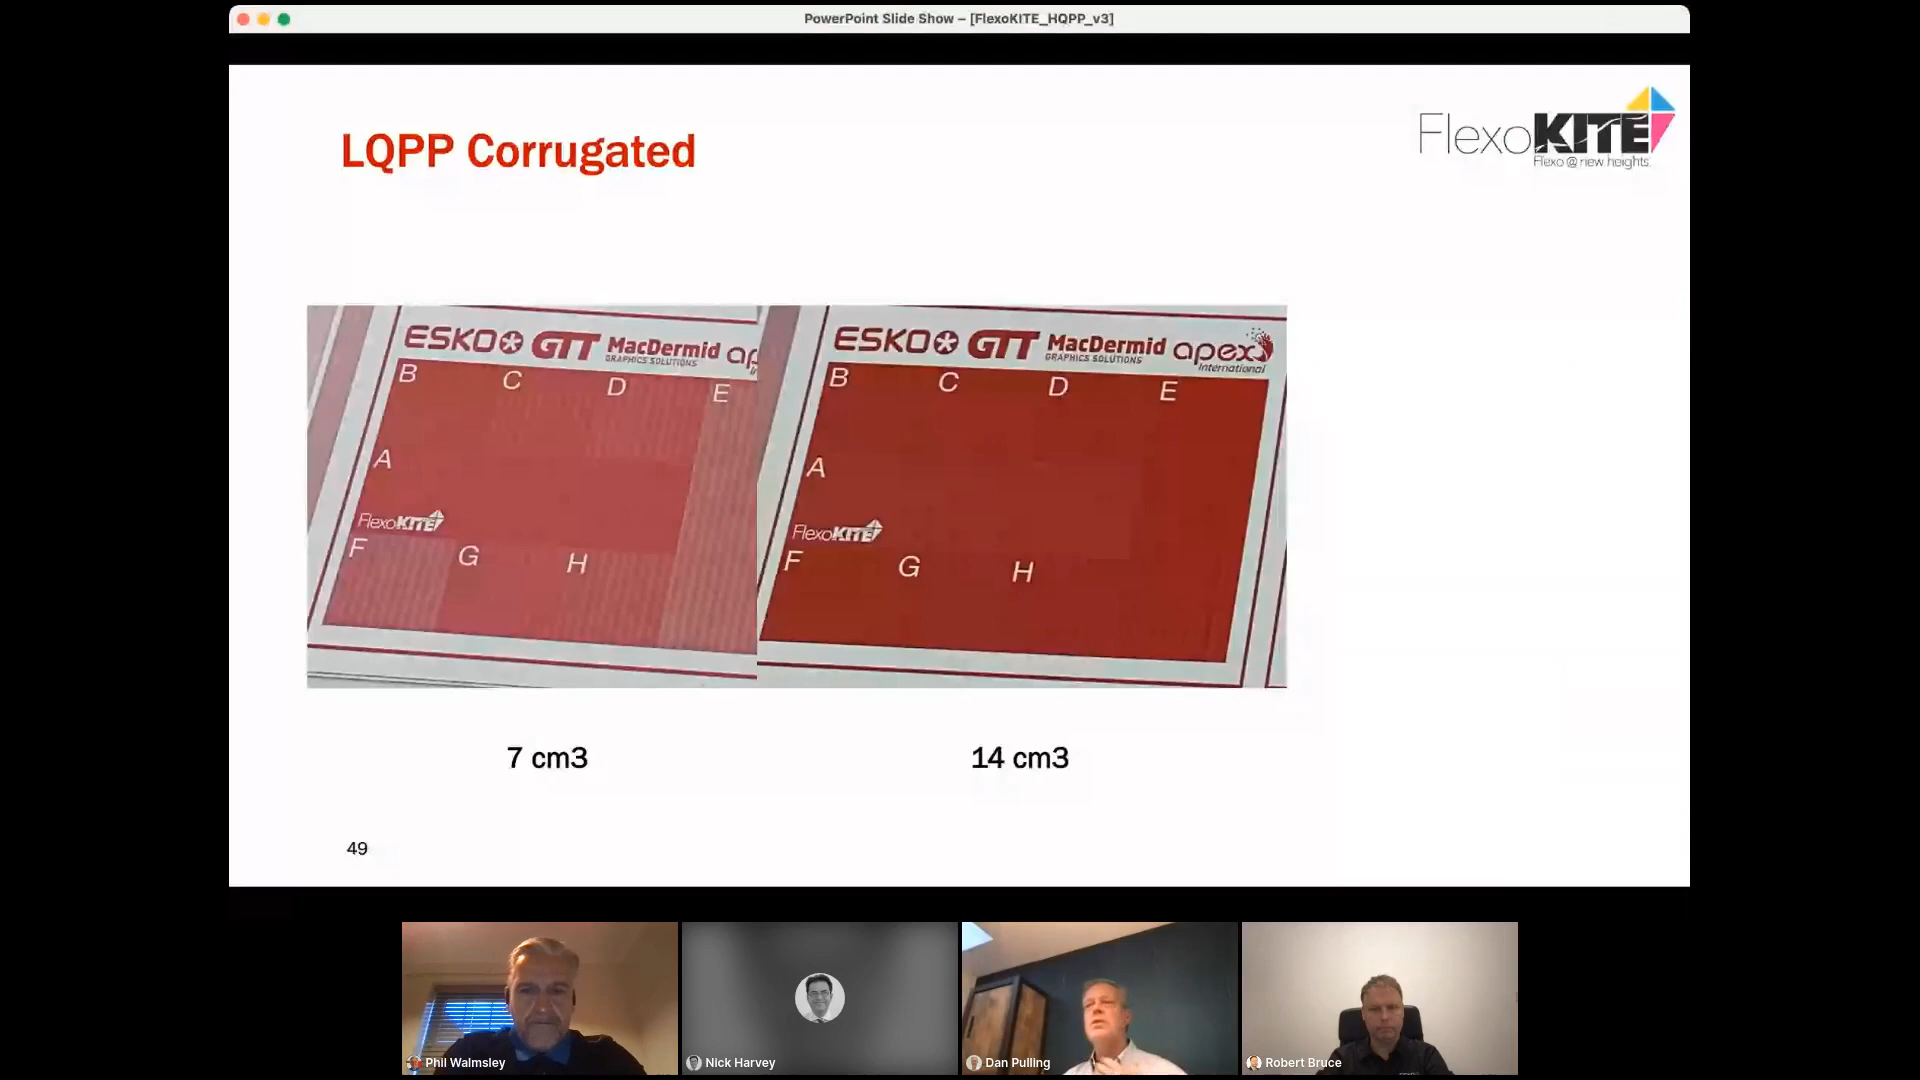 PowerPoint Slide Show – [FlexoKITE_HQPP_v3]
LQPP Corrugated
FlexoKITE
Flexo @ new heights
ESKO GTT MacDermid ap
GRAPHICS SOLUTIONS
B C D E
A
FlexoKITE
F G H
ESKO GTT MacDermid apex
GRAPHICS SOLUTIONS International
B C D E
A
FlexoKITE
F G H
7 cm3
14 cm3
49
Phil Walmsley
Nick Harvey
Dan Pulling
Robert Bruce